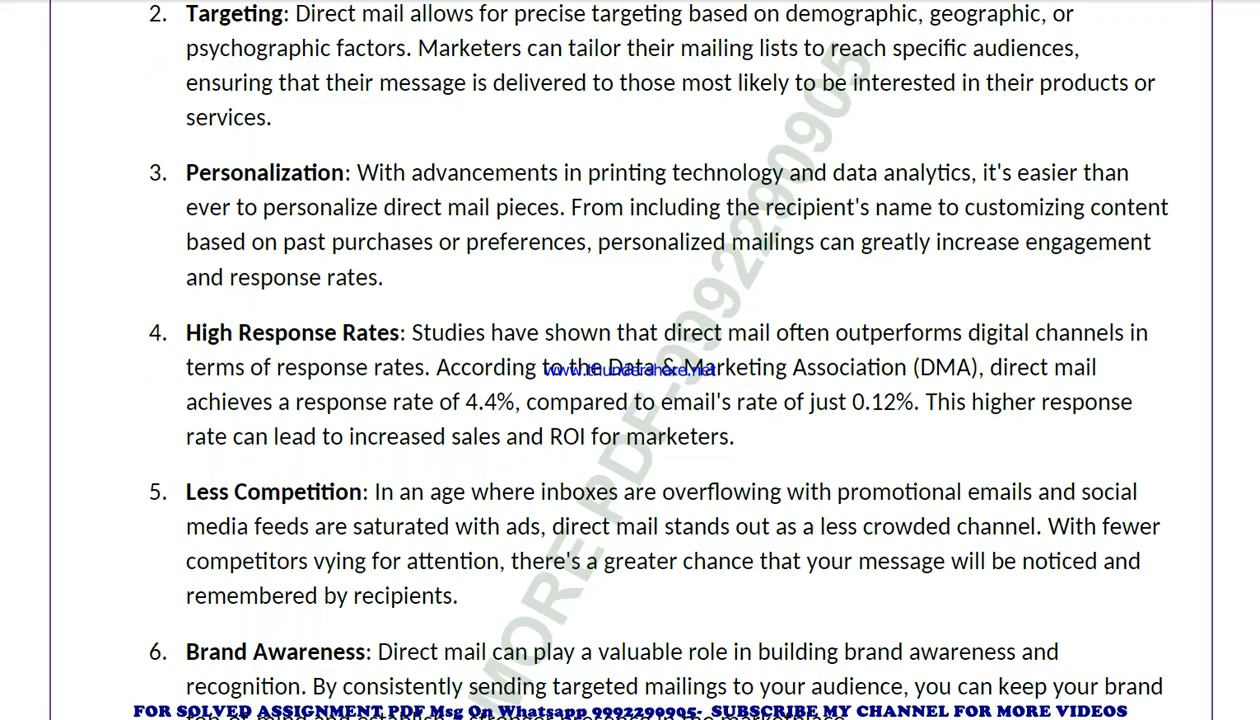 2. Targeting: Direct mail allows for precise targeting based on demographic, geographic, or
psychographic factors. Marketers can tailor their mailing lists to reach specific audiences,
ensuring that their message is delivered to those most likely to be interested in their products or
services.
3. Personalization: With advancements in printing technology and data analytics, it's easier than
ever to personalize direct mail pieces. From including the recipient's name to customizing content
based on past purchases or preferences, personalized mailings can greatly increase engagement
and response rates.
4. High Response Rates: Studies have shown that direct mail often outperforms digital channels in
terms of response rates. According to the Data & Marketing Association (DMA), direct mail
www.thundershare.net
achieves a response rate of 4.4%, compared to email's rate of just 0.12%. This higher response
rate can lead to increased sales and ROI for marketers.
5. Less Competition: In an age where inboxes are overflowing with promotional emails and social
media feeds are saturated with ads, direct mail stands out as a less crowded channel. With fewer
competitors vying for attention, there's a greater chance that your message will be noticed and
remembered by recipients.
6. Brand Awareness: Direct mail can play a valuable role in building brand awareness and
recognition. By consistently sending targeted mailings to your audience, you can keep your brand
FOR SOLVED ASSIGNMENT PDF Msg On Whatsapp 9992290905- SUBSCRIBE MY CHANNEL FOR MORE VIDEOS
MORE PDF-9992290905